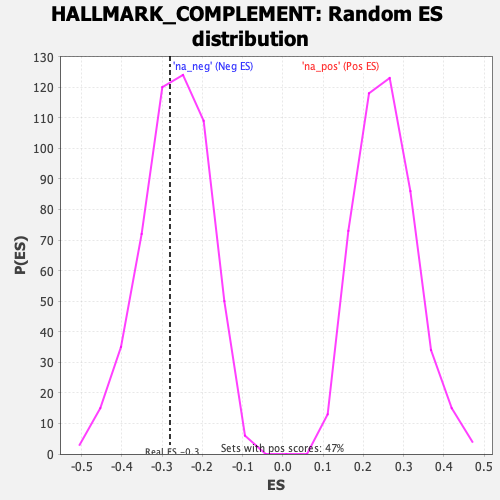 HALLMARK_COMPLEMENT: Random ES
distribution
'na_neg' (Neg ES)
'na_pos' (Pos ES)
130
120
110
100
90
80
70
60
50
40
30
20
10
0
P(ES)
Sets with pos scores: 47%
Real ES -0.3
-0.5 -0.4 -0.3 -0.2 -0.1 0.0 0.1 0.2 0.3 0.4 0.5
ES